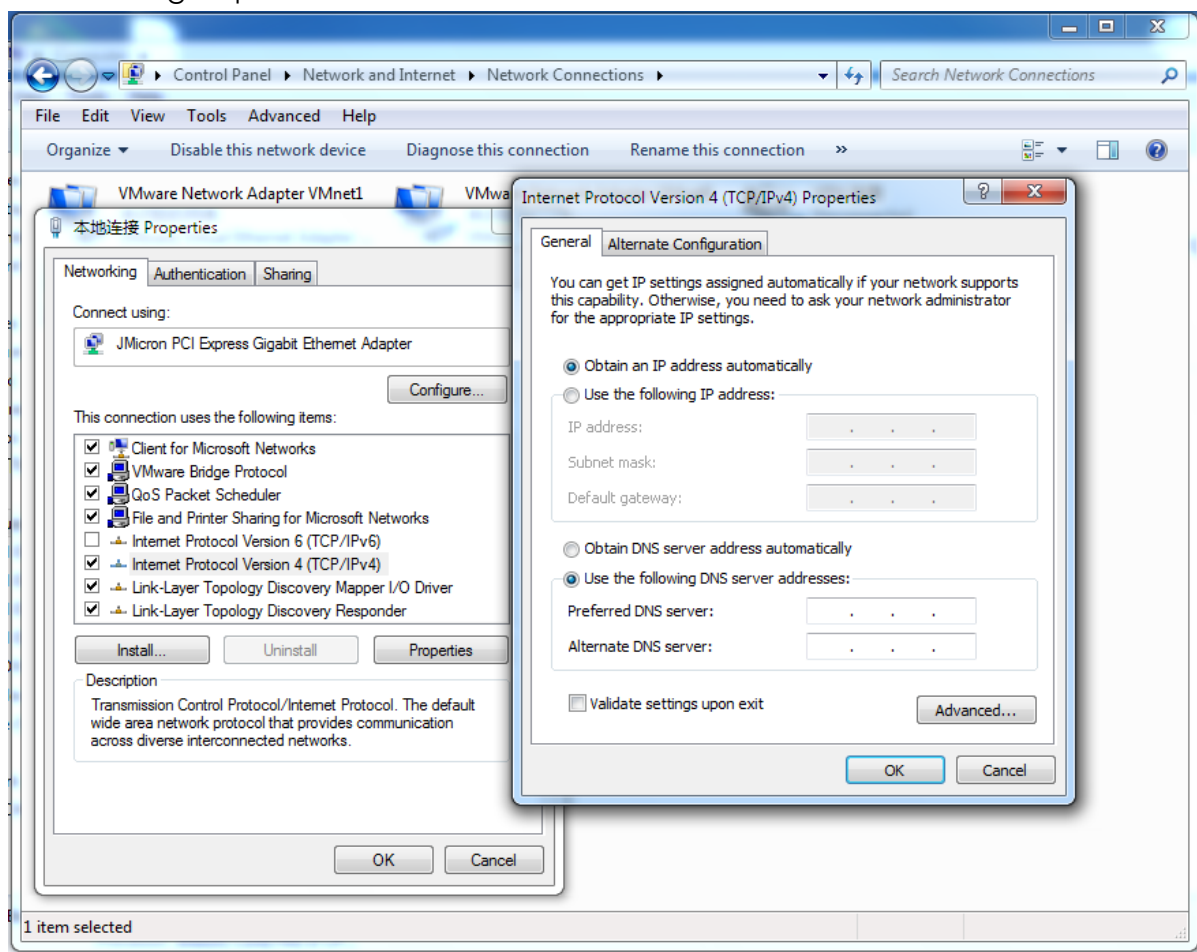 Control Panel ▸ Network and Internet ▸ Network Connections ▸
Search Network Connections
File Edit View Tools Advanced Help
Organize ▼ Disable this network device Diagnose this connection Rename this connection »
VMware Network Adapter VMnet1
本地连接 Properties
Networking Authentication Sharing
Connect using:
JMicron PCI Express Gigabit Ethernet Adapter
Configure...
This connection uses the following items:
Client for Microsoft Networks
VMware Bridge Protocol
QoS Packet Scheduler
File and Printer Sharing for Microsoft Networks
Internet Protocol Version 6 (TCP/IPv6)
Internet Protocol Version 4 (TCP/IPv4)
Link-Layer Topology Discovery Mapper I/O Driver
Link-Layer Topology Discovery Responder
Install... Uninstall Properties
Description
Transmission Control Protocol/Internet Protocol. The default
wide area network protocol that provides communication
across diverse interconnected networks.
OK Cancel
Internet Protocol Version 4 (TCP/IPv4) Properties
General Alternate Configuration
You can get IP settings assigned automatically if your network supports
this capability. Otherwise, you need to ask your network administrator
for the appropriate IP settings.
Obtain an IP address automatically
Use the following IP address:
IP address: . . .
Subnet mask: . . .
Default gateway: . . .
Obtain DNS server address automatically
Use the following DNS server addresses:
Preferred DNS server: . . .
Alternate DNS server: . . .
Validate settings upon exit
Advanced...
OK Cancel
1 item selected